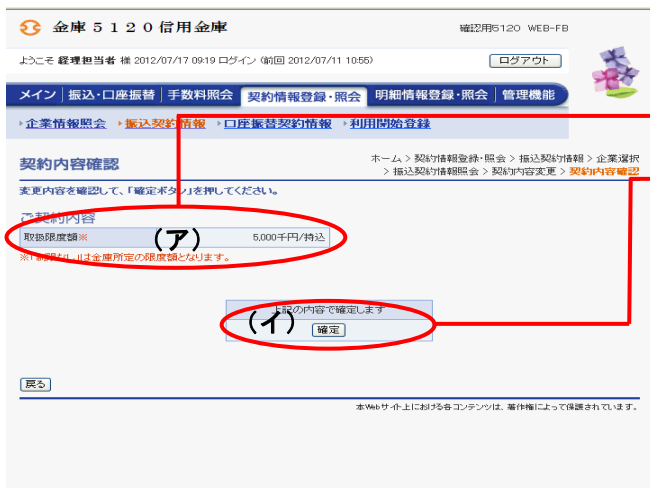 金庫５１２０信用金庫
確認用5120 WEB-FB
ようこそ 経理担当者 様 2012/07/17 09:19 ログイン (前回 2012/07/11 10:55)
ログアウト
メイン 振込・口座振替 手数料照会 契約情報登録・照会 明細情報登録・照会 管理機能
企業情報照会 振込契約情報 口座振替契約情報 利用開始登録
契約内容確認
ホーム > 契約情報登録・照会 > 振込契約情報 > 企業選択
> 振込契約情報照会 > 契約内容変更 > 契約内容確認
変更内容を確認して、「確定ボタン」を押してください。
ご契約内容
取扱限度額※ (ア) 5,000千円/持込
※「制限なし」は金庫所定の限度額となります。
上記の内容で確定します
(イ) 確定
戻る
本Webサイト上における各コンテンツは、著作権によって保護されています。